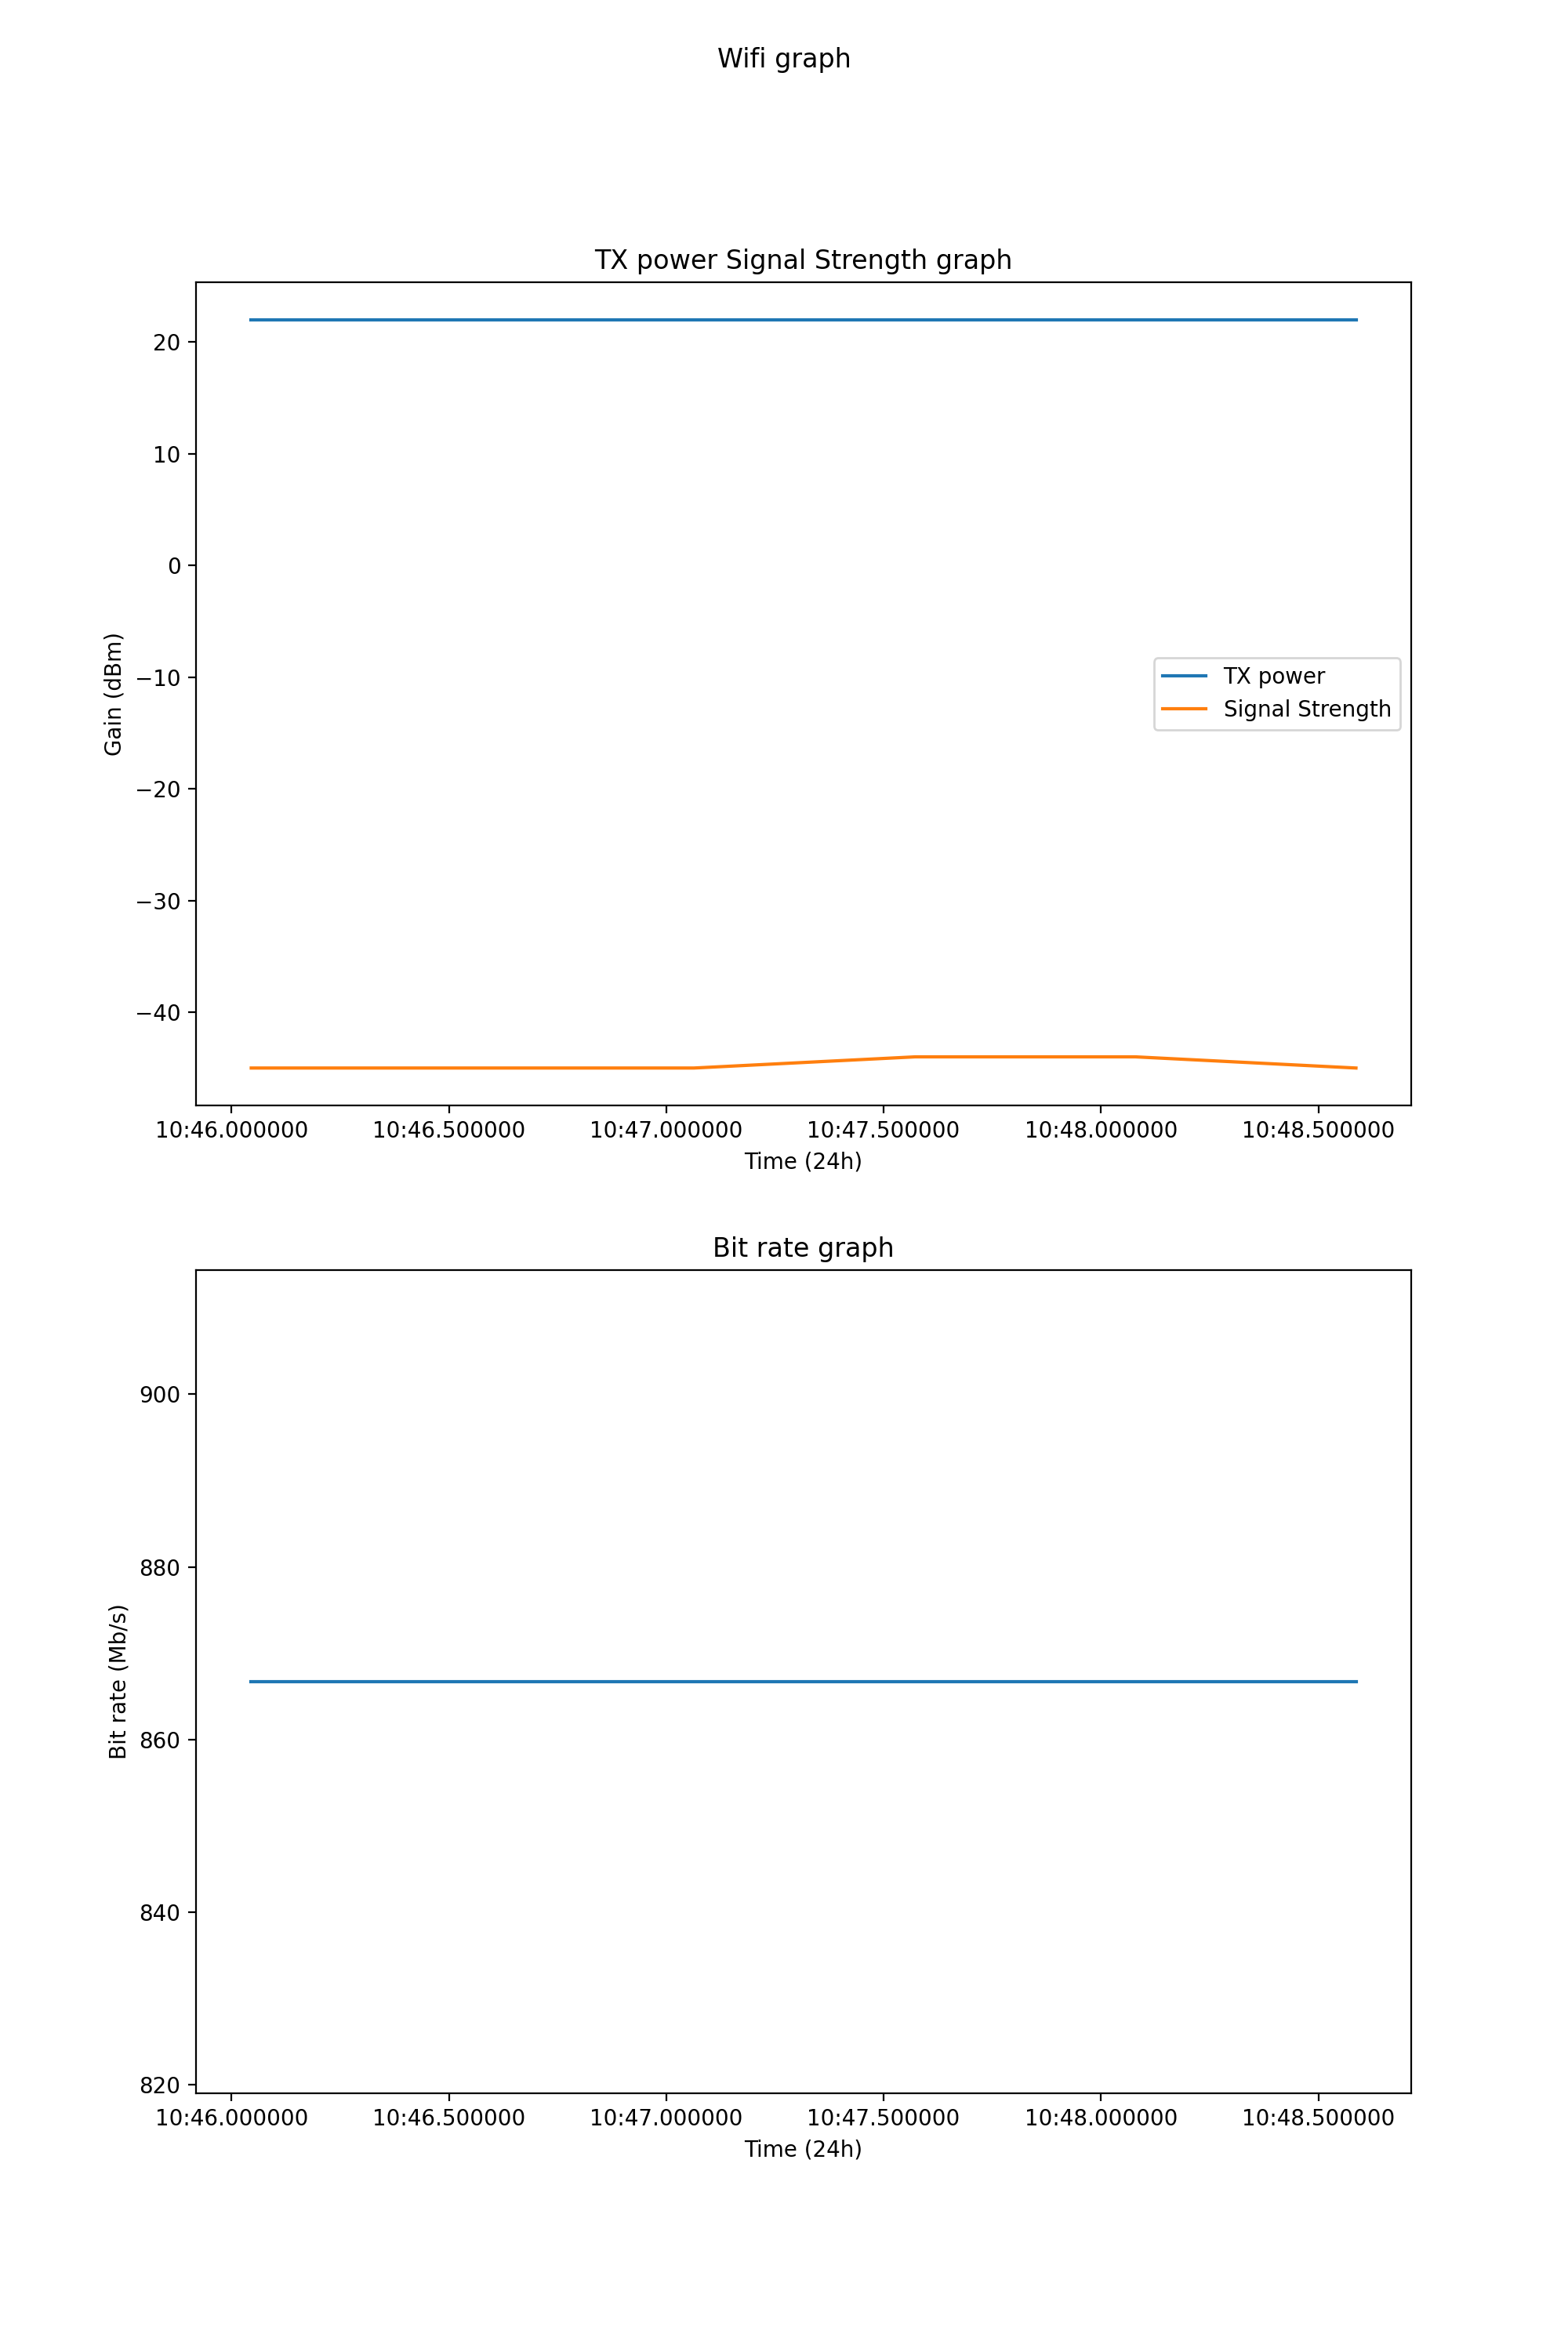 Wifi graph
TX power Signal Strength graph
20
10
0
−10
−20
−30
−40
Gain (dBm)
TX power
Signal Strength
10:46.000000 10:46.500000 10:47.000000 10:47.500000 10:48.000000 10:48.500000
Time (24h)
Bit rate graph
900
880
860
840
820
Bit rate (Mb/s)
10:46.000000 10:46.500000 10:47.000000 10:47.500000 10:48.000000 10:48.500000
Time (24h)